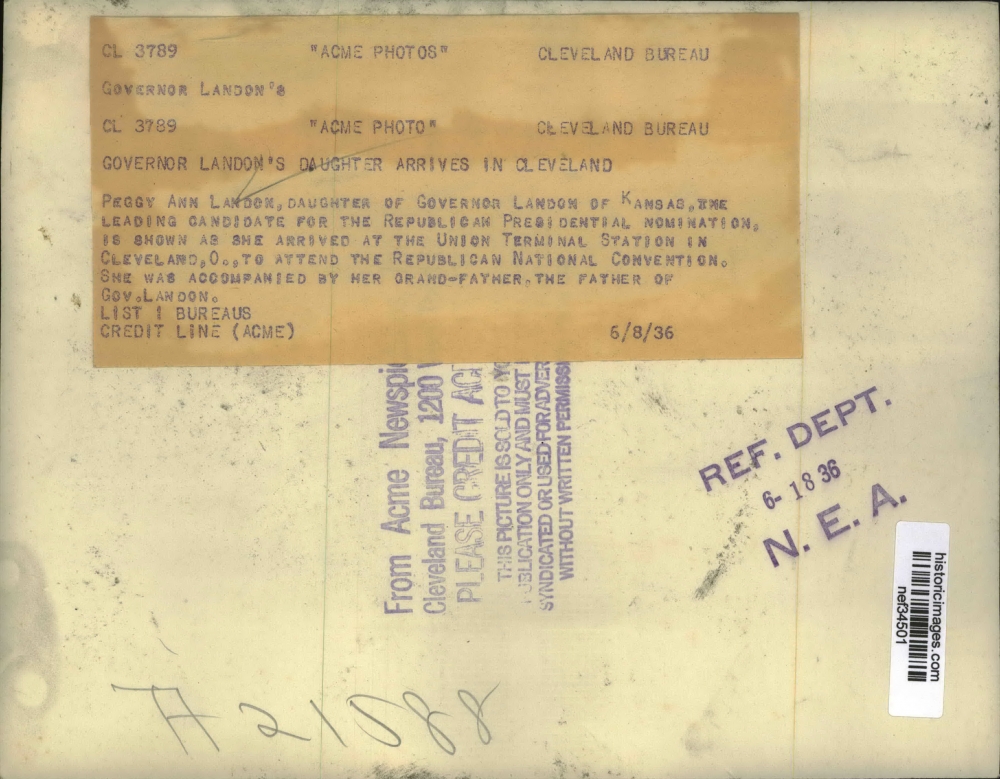 CL 3789 "ACME PHOTOS" CLEVELAND BUREAU
GOVERNOR LANDON'S
CL 3789 "ACME PHOTO" CLEVELAND BUREAU
GOVERNOR LANDON'S DAUGHTER ARRIVES IN CLEVELAND
PEGGY ANN LANDON, DAUGHTER OF GOVERNOR LANDON OF KANSAS, THE
LEADING CANDIDATE FOR THE REPUBLICAN PRESIDENTIAL NOMINATION,
IS SHOWN AS SHE ARRIVED AT THE UNION TERMINAL STATION IN
CLEVELAND, O., TO ATTEND THE REPUBLICAN NATIONAL CONVENTION.
SHE WAS ACCOMPANIED BY HER GRAND-FATHER, THE FATHER OF
GOV. LANDON.
LIST 1 BUREAUS
CREDIT LINE (ACME) 6/8/36
From Acme Newspi
Cleveland Bureau, 1200
PLEASE CREDIT AC
THIS PICTURE IS SOLD TO YO
UBLICATION ONLY AND MUST
SYNDICATED OR USED FOR ADVER
WITHOUT WRITTEN PERMISS
REF. DEPT.
6-18 36
N. E. A.
historicimages.com
nef34501
A 21588